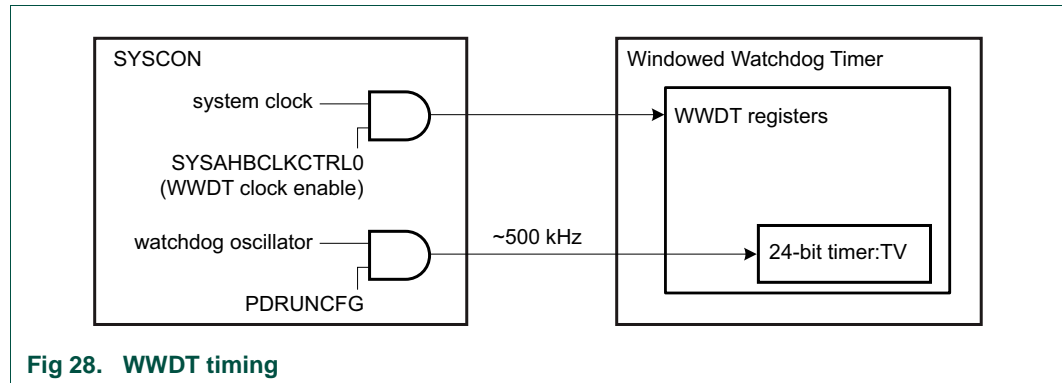 SYSCON
system clock
SYSAHBCLKCTRL0
(WWDT clock enable)
watchdog oscillator
PDRUNCFG
~500 kHz
Windowed Watchdog Timer
WWDT registers
24-bit timer:TV
Fig 28. WWDT timing